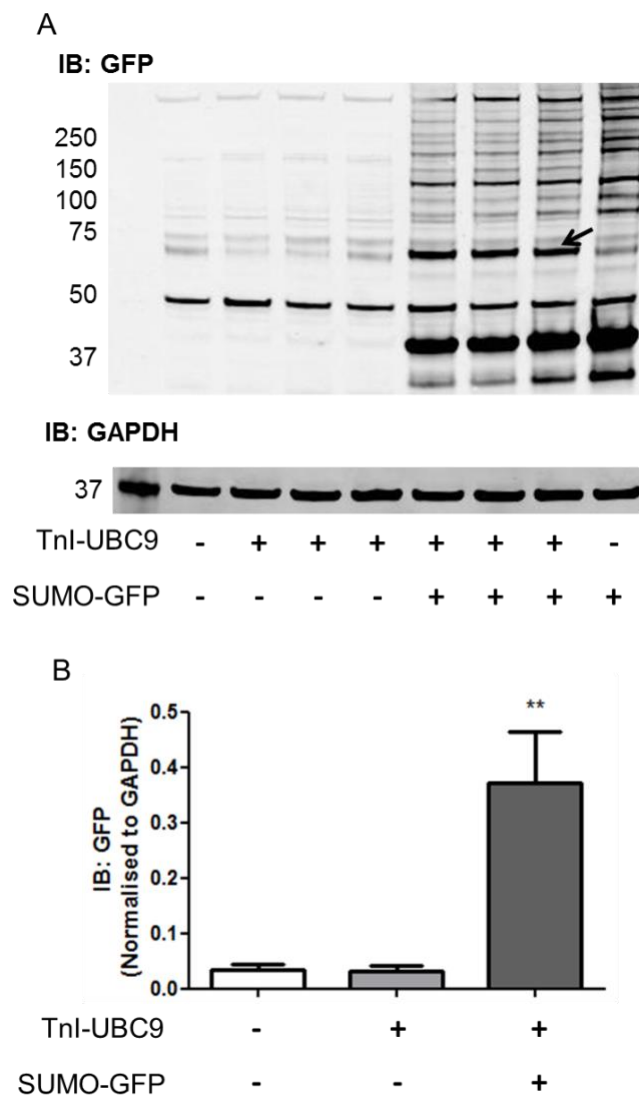 A
IB: GFP
250
150
100
75
50
37
IB: GAPDH
37
TnI-UBC9 - + + + + + + -
SUMO-GFP - - - - + + + +
B
**
0.5
0.4
0.3
0.2
0.1
0.0
IB: GFP
(Normalised to GAPDH)
TnI-UBC9 - + +
SUMO-GFP - - +